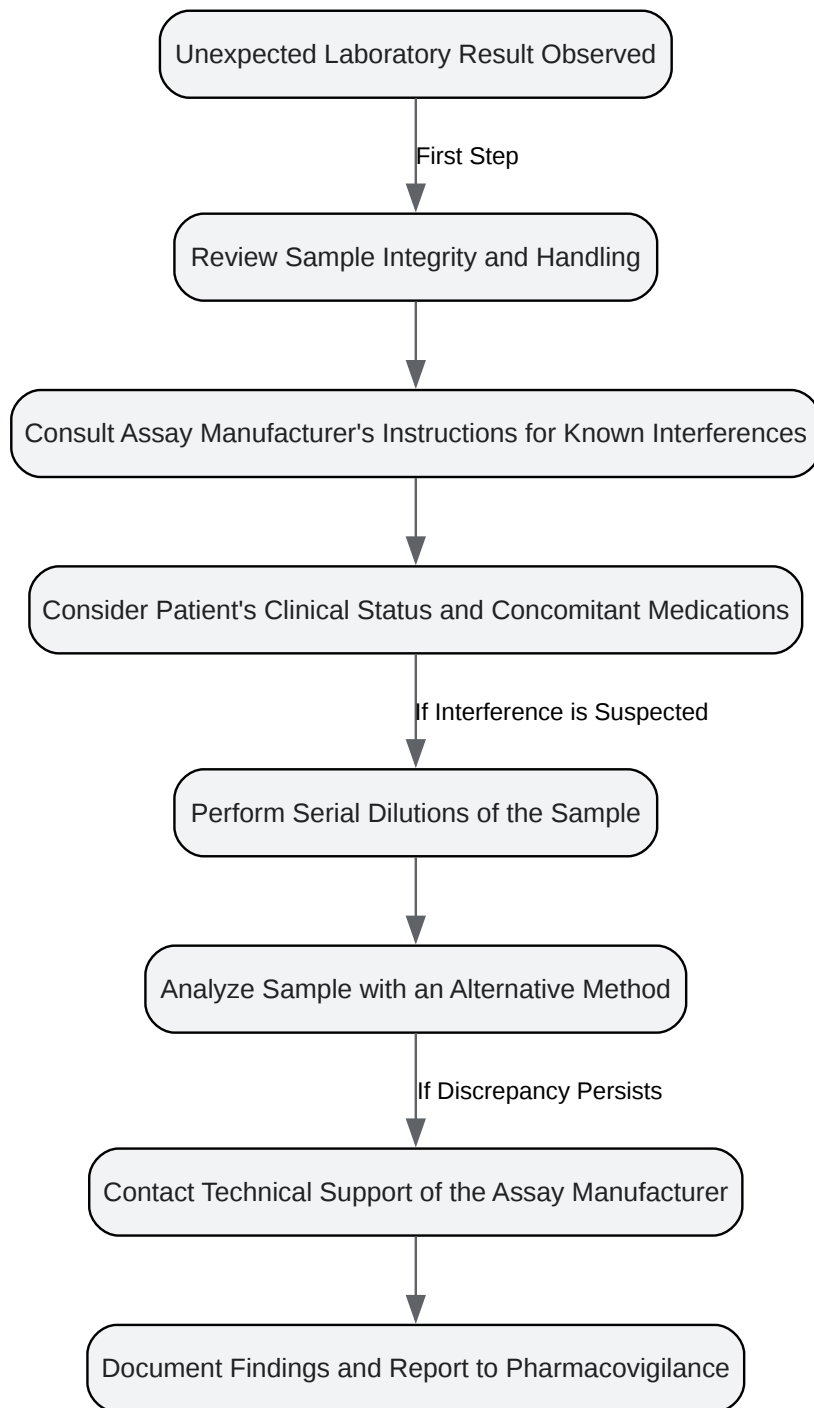 Unexpected Laboratory Result Observed
First Step
Review Sample Integrity and Handling
Consult Assay Manufacturer's Instructions for Known Interferences
Consider Patient's Clinical Status and Concomitant Medications
If Interference is Suspected
Perform Serial Dilutions of the Sample
Analyze Sample with an Alternative Method
If Discrepancy Persists
Contact Technical Support of the Assay Manufacturer
Document Findings and Report to Pharmacovigilance